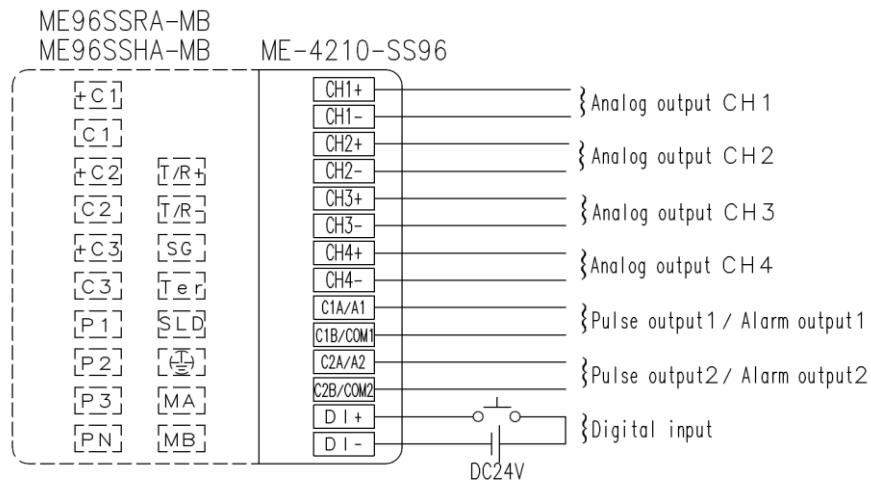 ME96SSRA-MB
ME96SSHA-MB ME-4210-SS96
+C1
C1
+C2 T/R+
C2 T/R-
+C3 SG
C3 Ter
P1 SLD
P2
P3 MA
PN MB
CH1+
CH1-
CH2+
CH2-
CH3+
CH3-
CH4+
CH4-
C1A/A1
C1B/COM1
C2A/A2
C2B/COM2
DI+
DI-
DC24V
Analog output CH1
Analog output CH2
Analog output CH3
Analog output CH4
Pulse output1 / Alarm output1
Pulse output2 / Alarm output2
Digital input